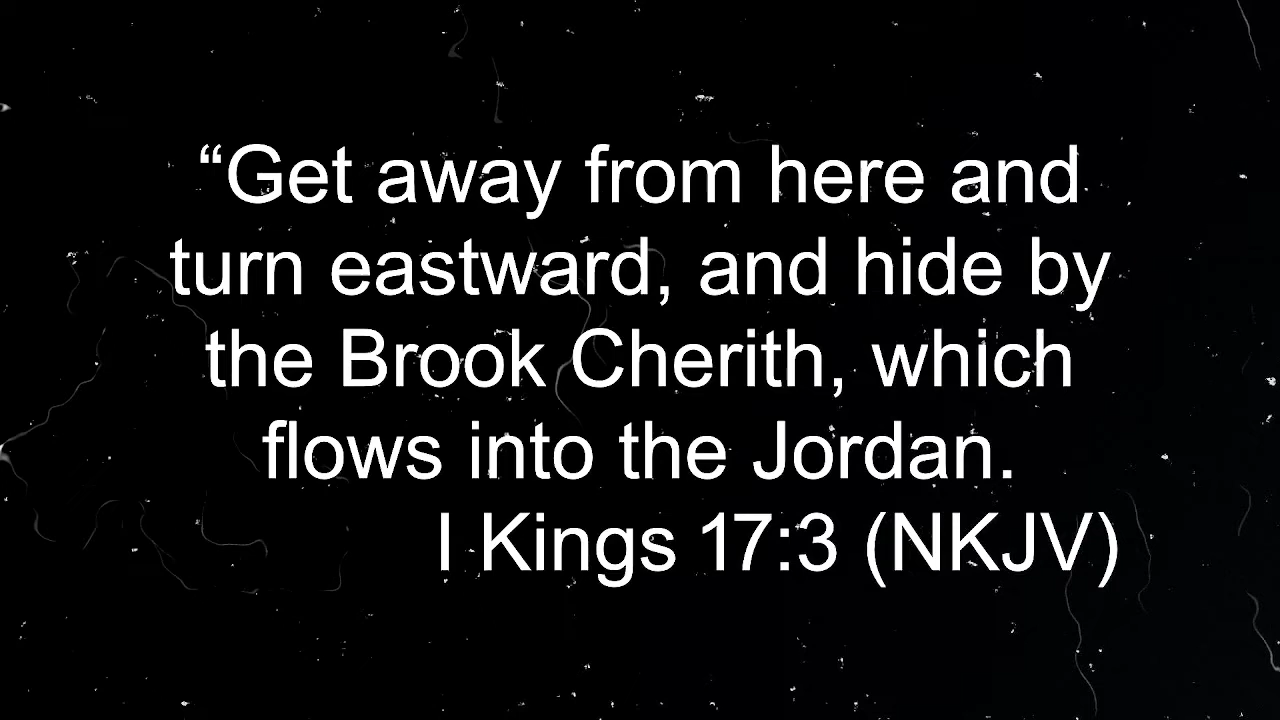 “Get away from here and
turn eastward, and hide by
the Brook Cherith, which
flows into the Jordan.
I Kings 17:3 (NKJV)